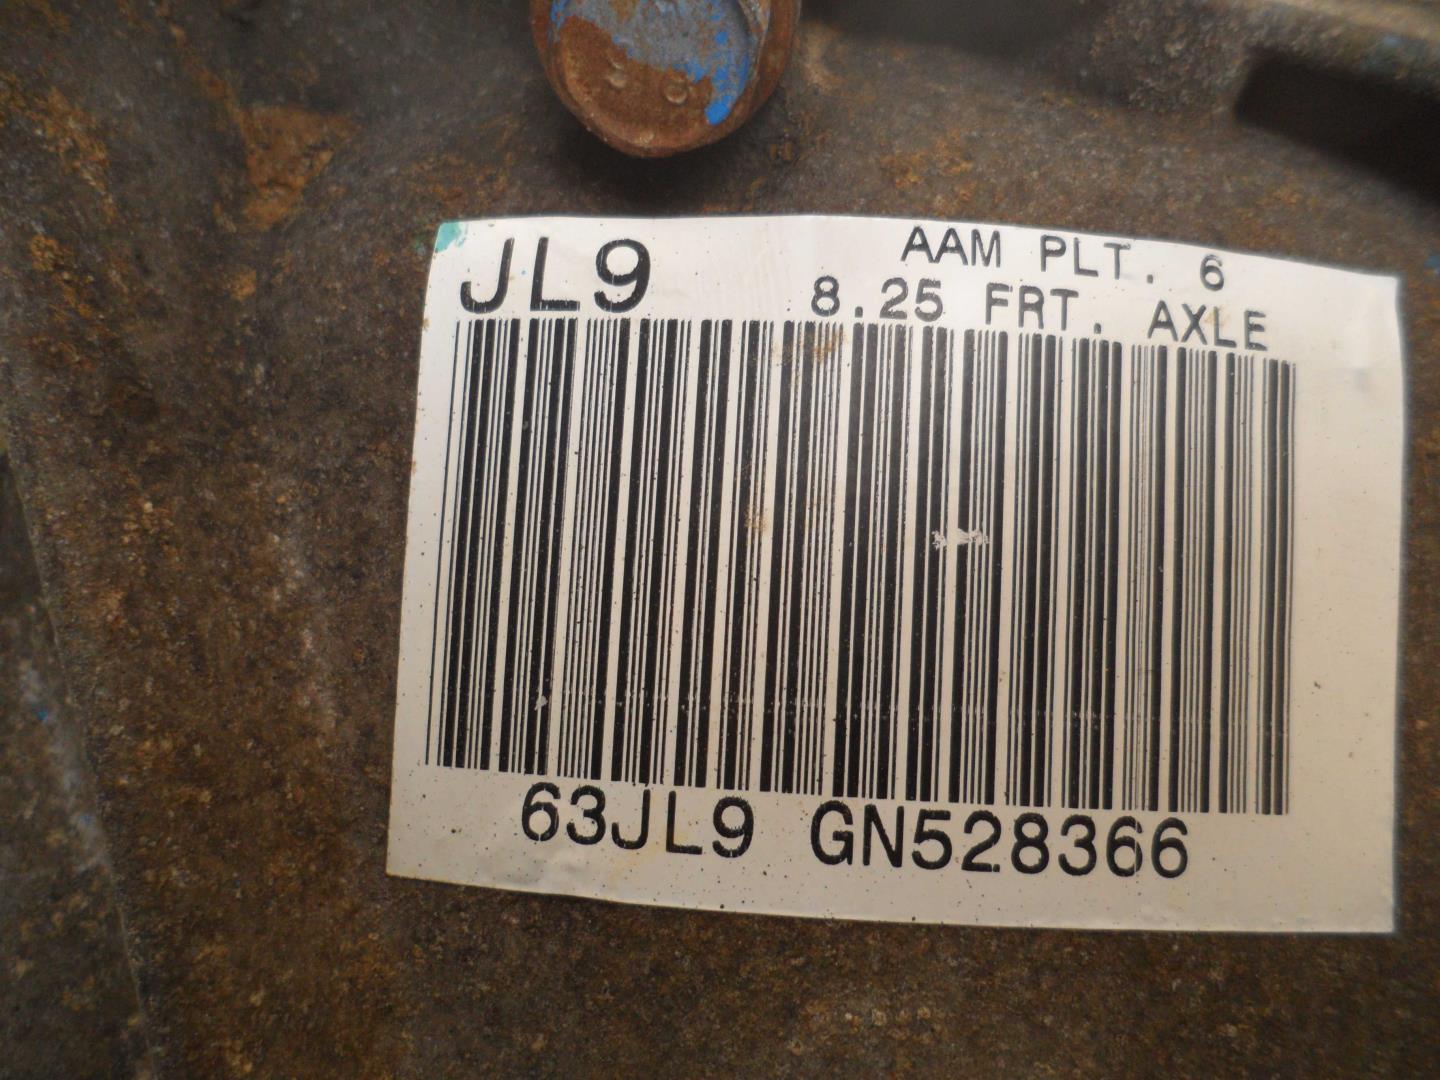 JL9
AAM PLT. 6
8.25 FRT. AXLE
63JL9 GN528366